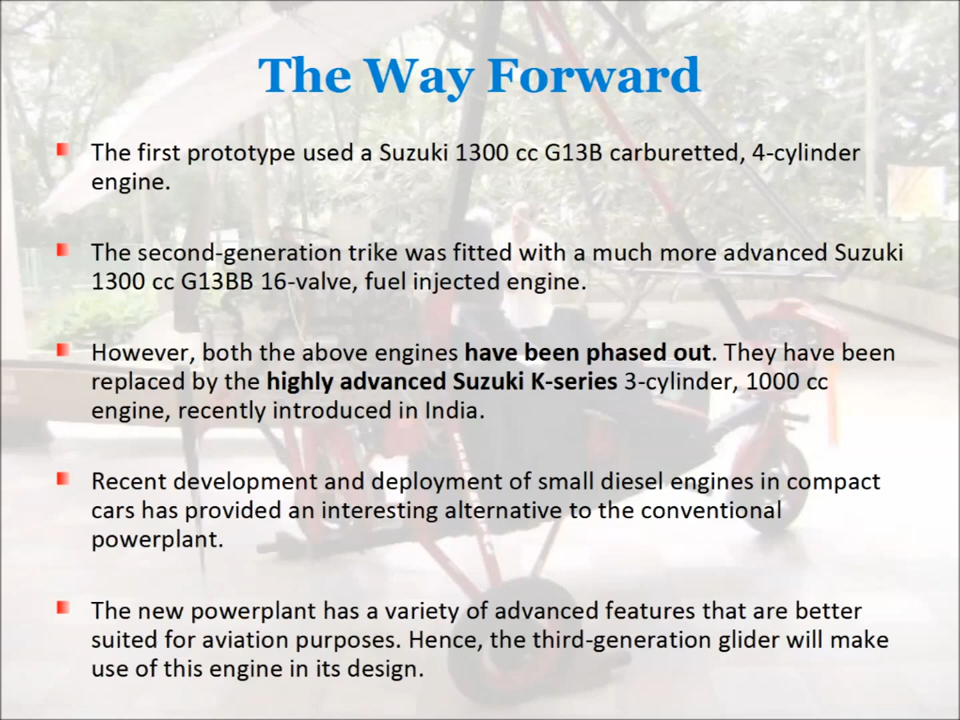 The Way Forward
The first prototype used a Suzuki 1300 cc G13B carburetted, 4-cylinder
engine.
The second-generation trike was fitted with a much more advanced Suzuki
1300 cc G13BB 16-valve, fuel injected engine.
However, both the above engines have been phased out. They have been
replaced by the highly advanced Suzuki K-series 3-cylinder, 1000 cc
engine, recently introduced in India.
Recent development and deployment of small diesel engines in compact
cars has provided an interesting alternative to the conventional
powerplant.
The new powerplant has a variety of advanced features that are better
suited for aviation purposes. Hence, the third-generation glider will make
use of this engine in its design.